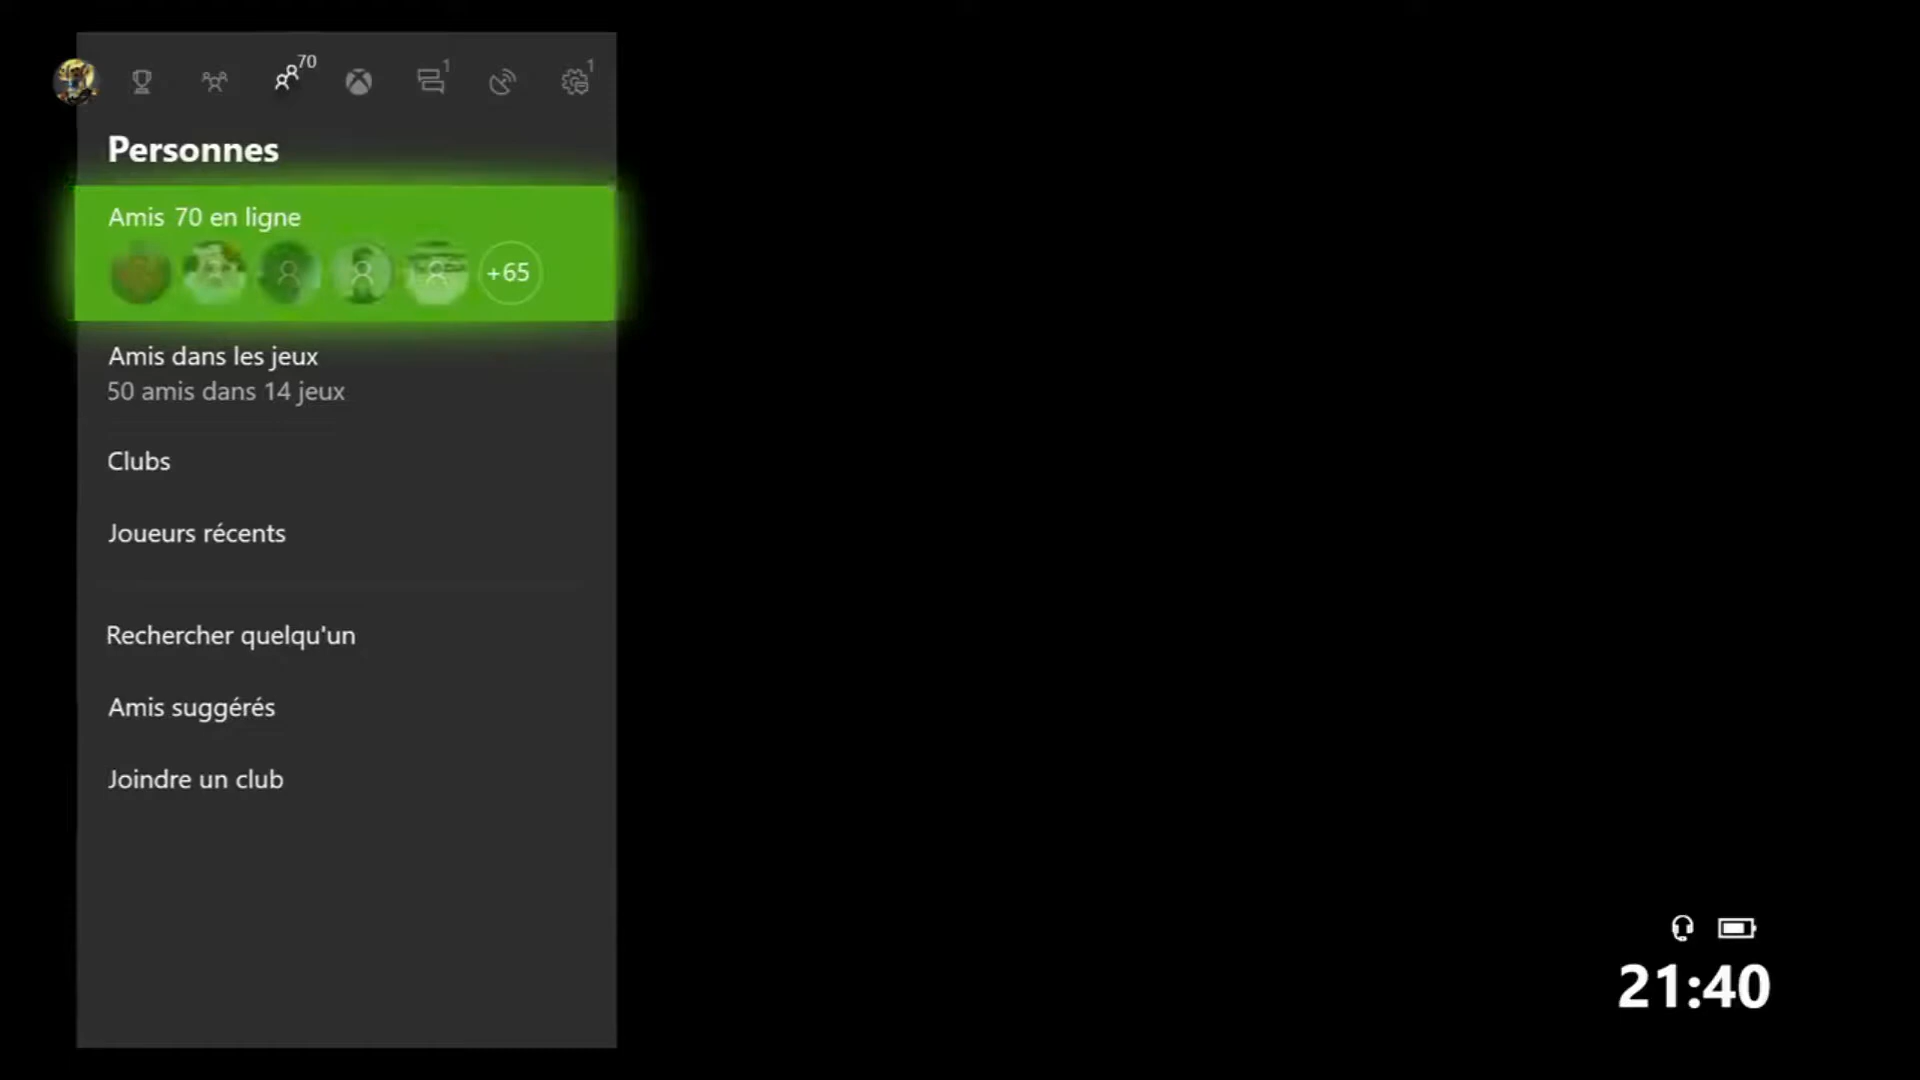 70
1
1
Personnes
Amis 70 en ligne
+65
Amis dans les jeux
50 amis dans 14 jeux
Clubs
Joueurs récents
Rechercher quelqu'un
Amis suggérés
Joindre un club
21:40